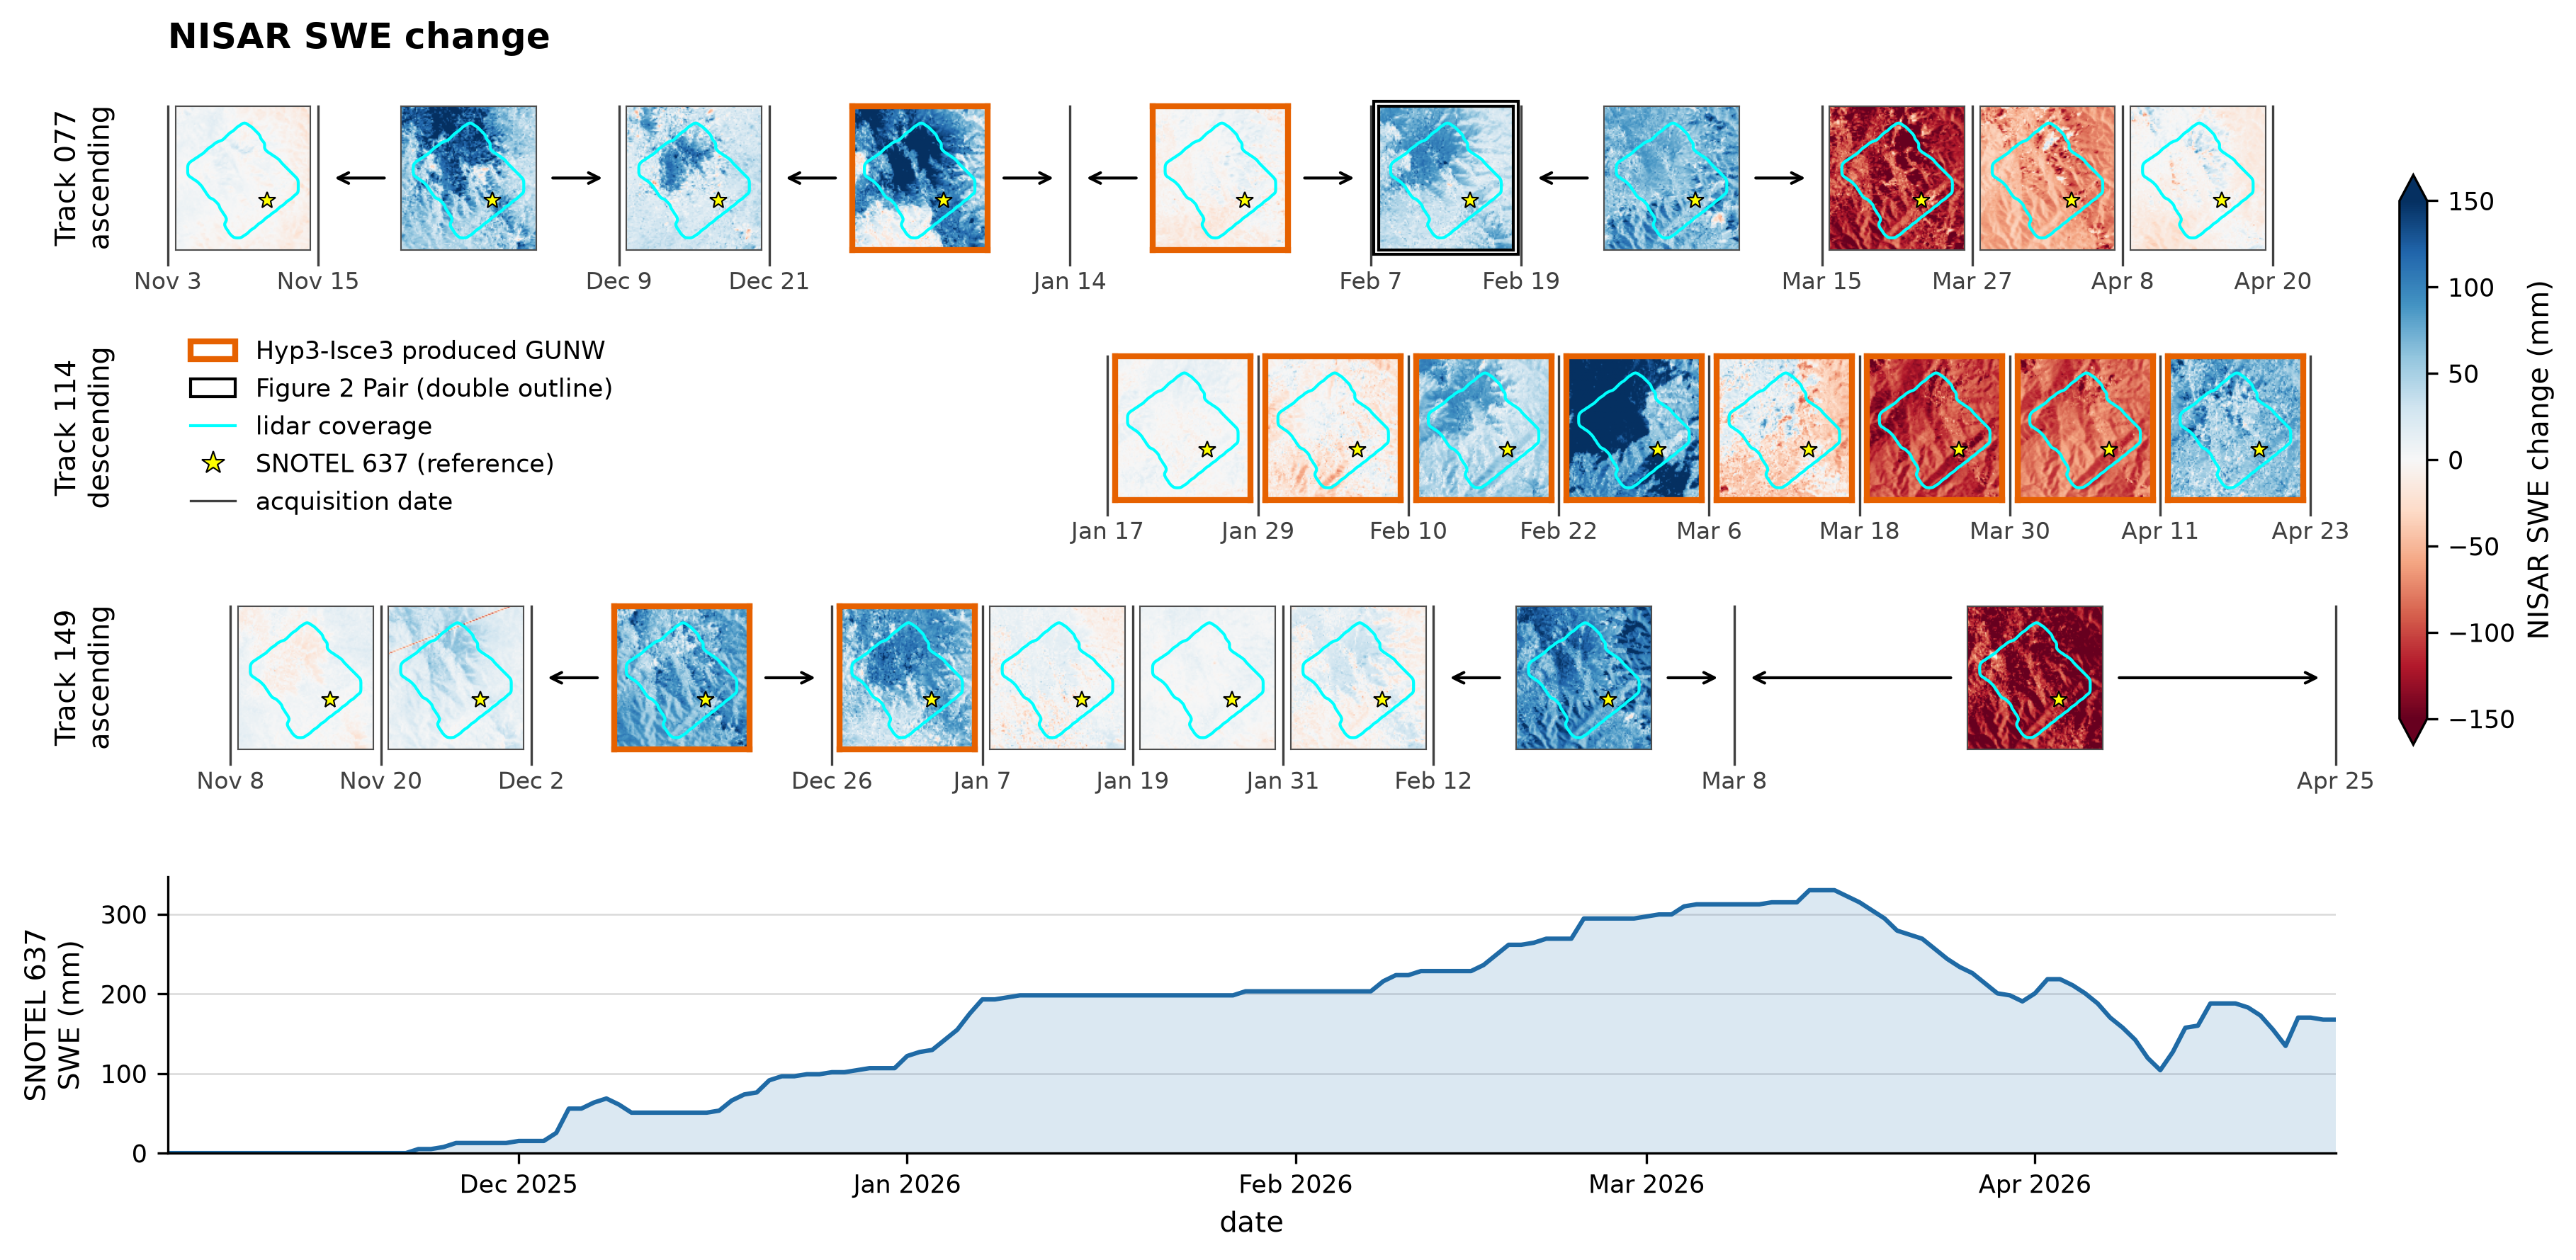 NISAR SWE change
Track 077
ascending
Nov 3
Nov 15
Dec 9
Dec 21
Jan 14
Feb 7
Feb 19
Mar 15
Mar 27
Apr 8
Apr 20
Track 114
descending
Hyp3-Isce3 produced GUNW
Figure 2 Pair (double outline)
lidar coverage
SNOTEL 637 (reference)
acquisition date
Jan 17
Jan 29
Feb 10
Feb 22
Mar 6
Mar 18
Mar 30
Apr 11
Apr 23
Track 149
ascending
Nov 8
Nov 20
Dec 2
Dec 26
Jan 7
Jan 19
Jan 31
Feb 12
Mar 8
Apr 25
150
100
50
0
−50
−100
−150
NISAR SWE change (mm)
SNOTEL 637
SWE (mm)
300
200
100
0
Dec 2025
Jan 2026
Feb 2026
Mar 2026
Apr 2026
date